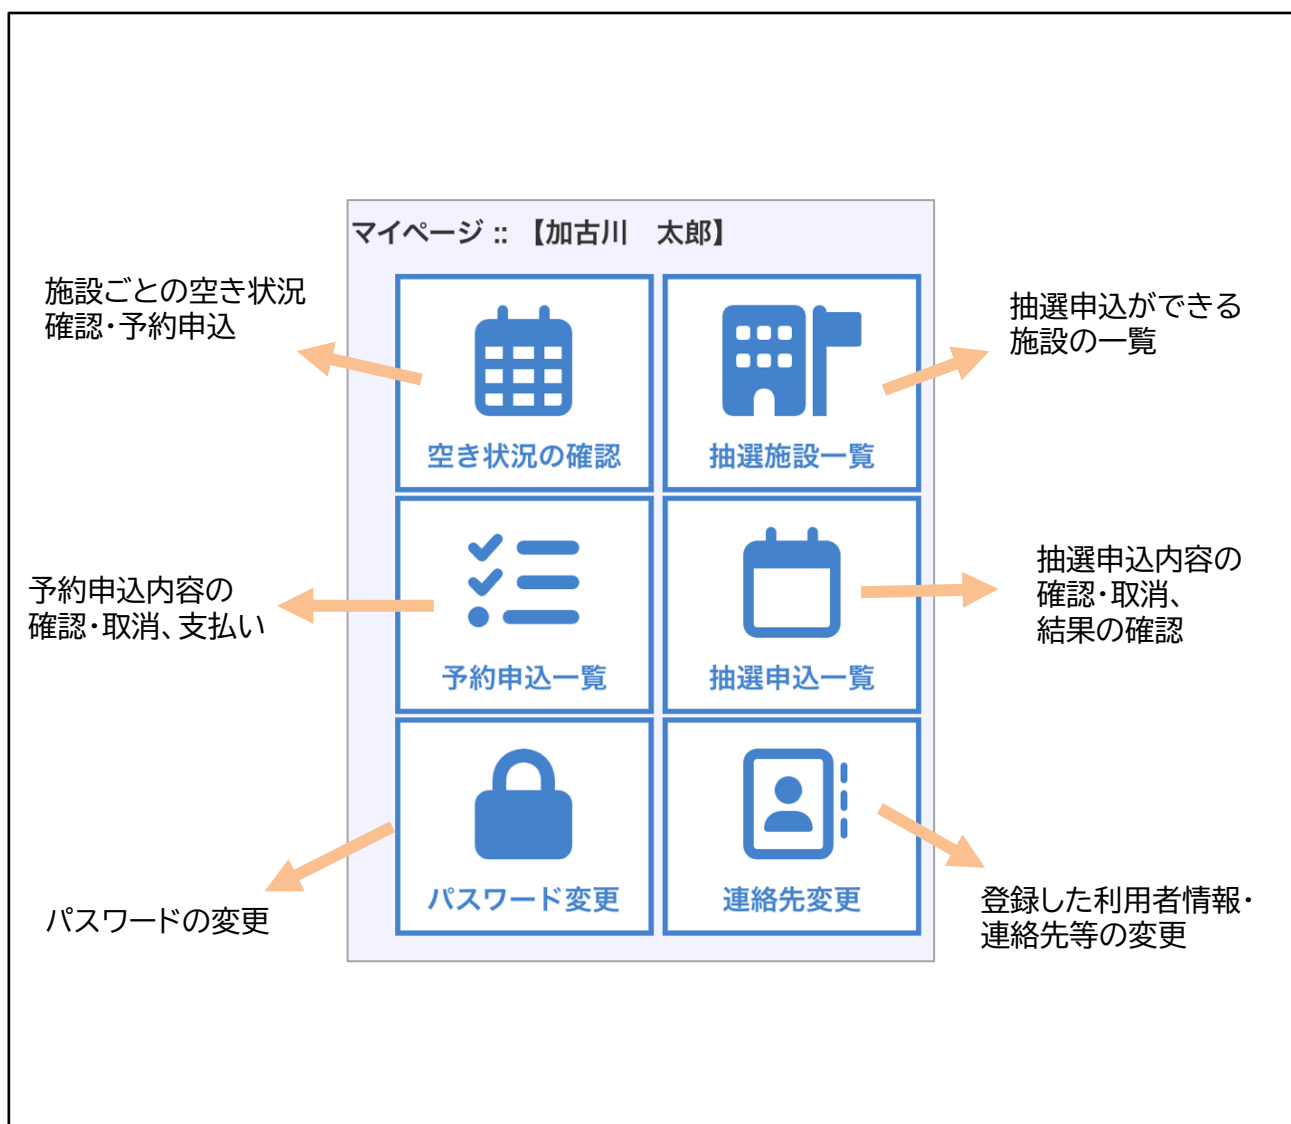 マイページ :: 【加古川　太郎】
施設ごとの空き状況
確認・予約申込
空き状況の確認
抽選施設一覧
抽選申込ができる
施設の一覧
予約申込内容の
確認・取消、支払い
予約申込一覧
抽選申込一覧
抽選申込内容の
確認・取消、
結果の確認
パスワードの変更
パスワード変更
連絡先変更
登録した利用者情報・
連絡先等の変更